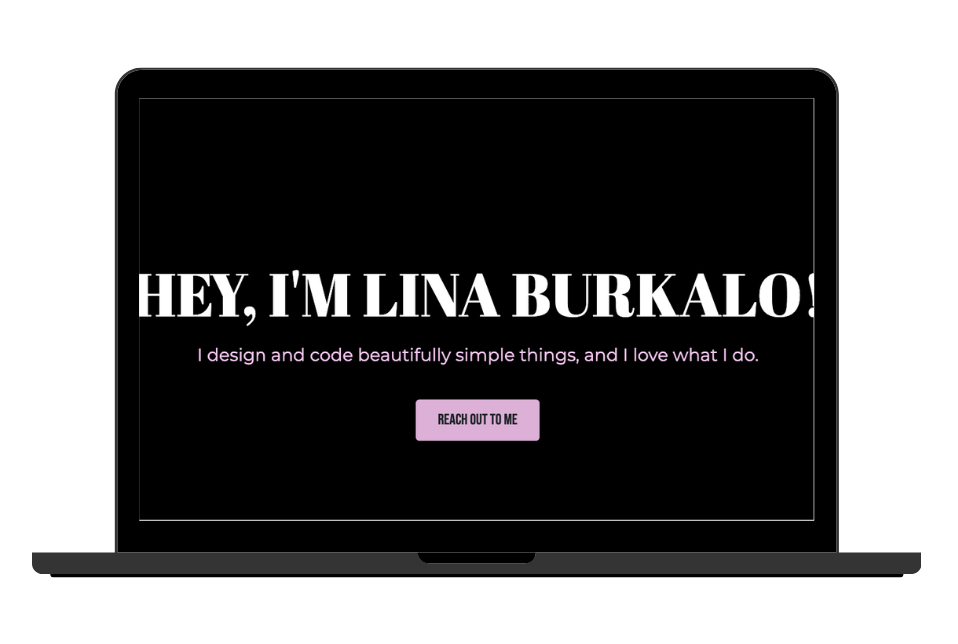 HEY, I'M LINA BURKALO!
I design and code beautifully simple things, and I love what I do.
REACH OUT TO ME